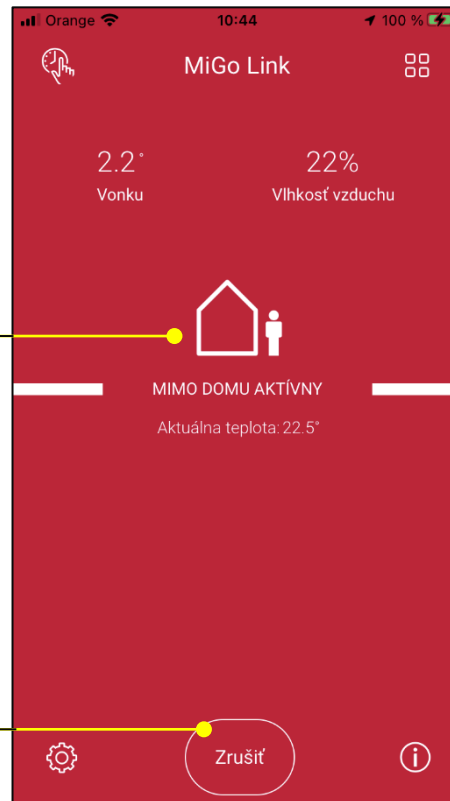 Orange 10:44 100 %
MiGo Link
2.2° 22%
Vonku Vlhkosť vzduchu
MIMO DOMU AKTÍVNY
Aktuálna teplota: 22.5°
Zrušiť